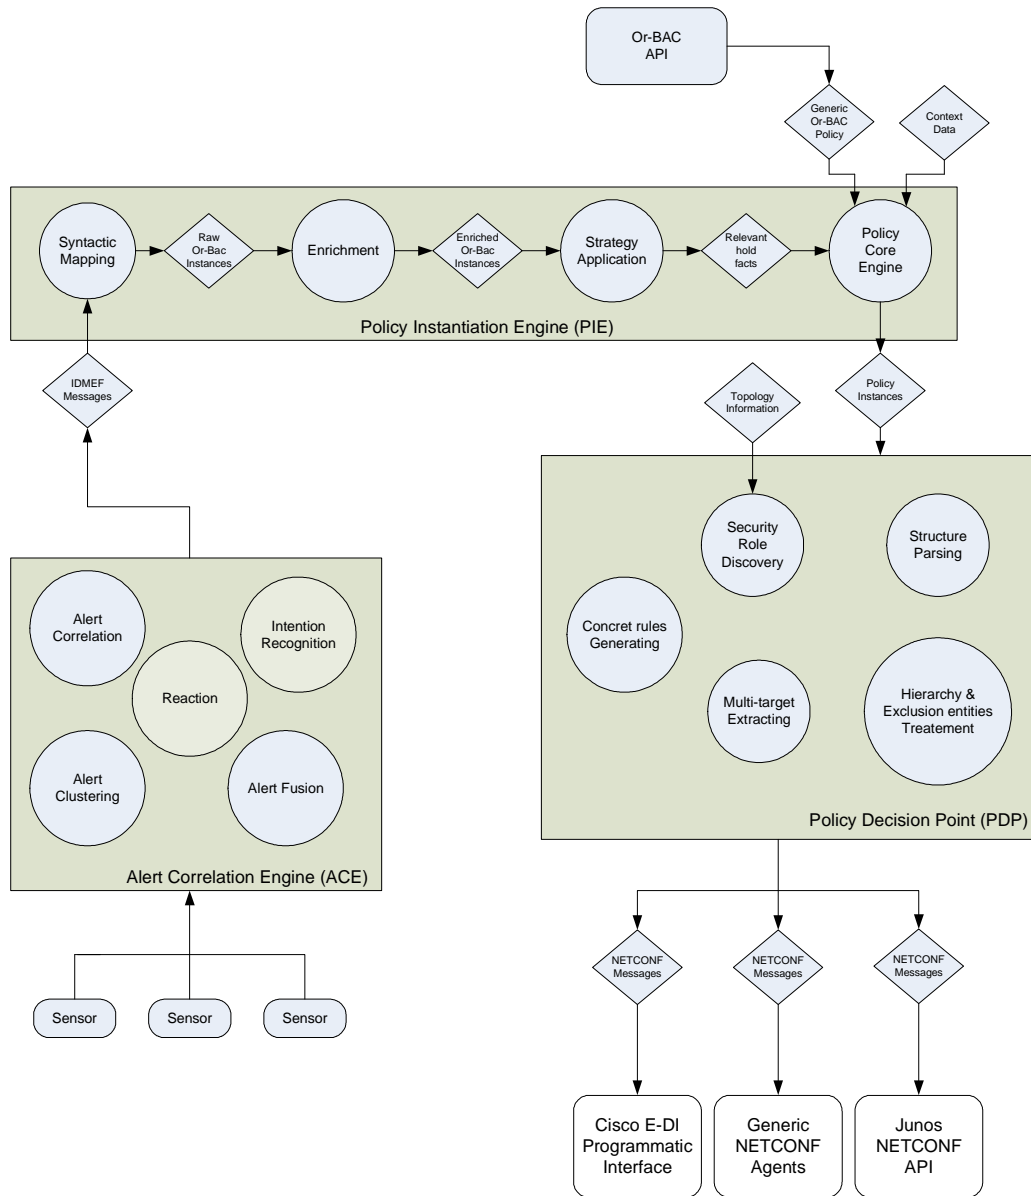 Or-BAC
API
Generic
Or-BAC
Policy
Context
Data
Syntactic
Mapping
Raw
Or-Bac
Instances
Enrichment
Enriched
Or-Bac
Instances
Strategy
Application
Relevant
hold
facts
Policy
Core
Engine
Policy Instantiation Engine (PIE)
IDMEF
Messages
Topology
Information
Policy
Instances
Security
Role
Discovery
Structure
Parsing
Concret rules
Generating
Multi-target
Extracting
Hierarchy &
Exclusion entities
Treatement
Policy Decision Point (PDP)
Alert
Correlation
Intention
Recognition
Reaction
Alert
Clustering
Alert Fusion
Alert Correlation Engine (ACE)
Sensor
Sensor
Sensor
NETCONF
Messages
NETCONF
Messages
NETCONF
Messages
Cisco E-DI
Programmatic
Interface
Generic
NETCONF
Agents
Junos
NETCONF
API